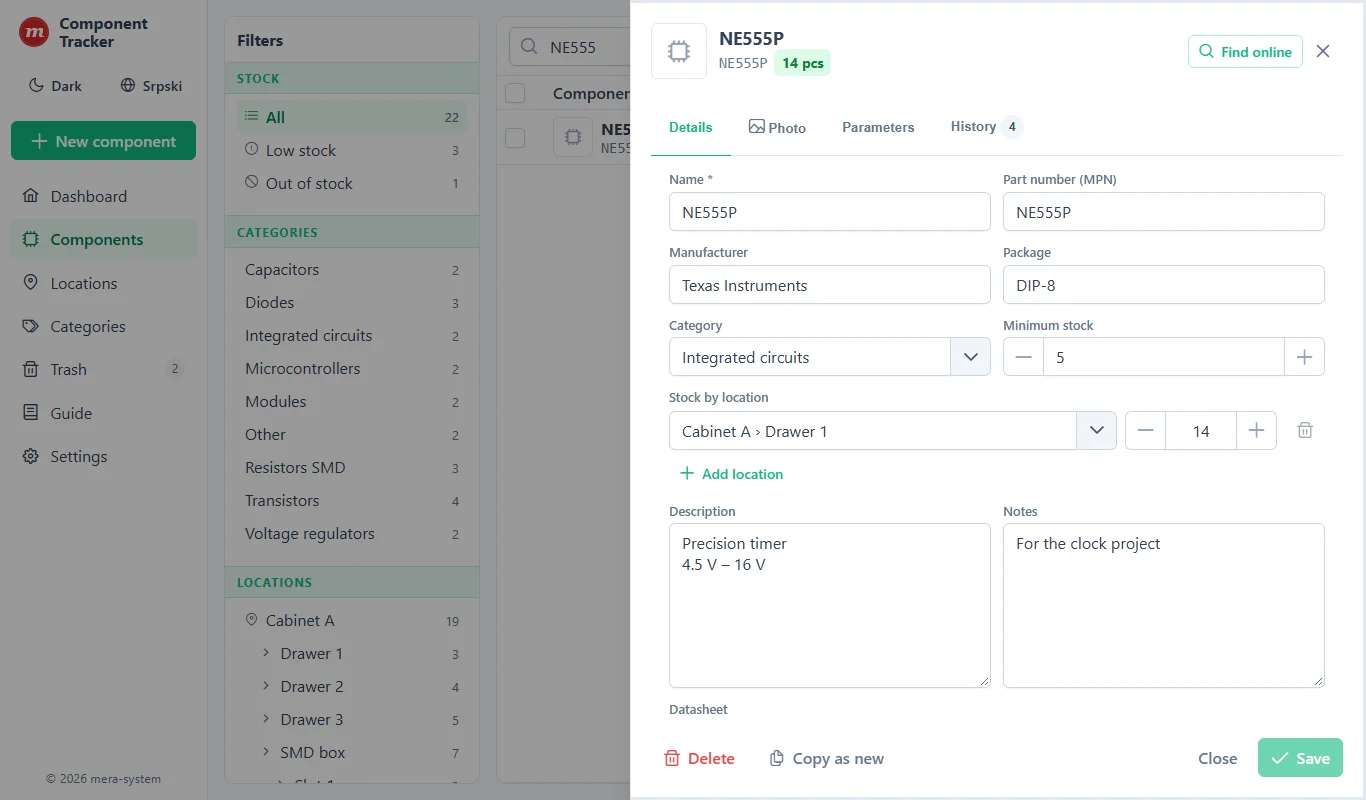 m
Component
Tracker
Dark
Srpski
New component
Dashboard
Components
Locations
Categories
Trash 2
Guide
Settings
© 2026 mera-system
Filters
STOCK
All 22
Low stock 3
Out of stock 1
CATEGORIES
Capacitors 2
Diodes 3
Integrated circuits 2
Microcontrollers 2
Modules 2
Other 2
Resistors SMD 3
Transistors 4
Voltage regulators 2
LOCATIONS
Cabinet A 19
Drawer 1 3
Drawer 2 4
Drawer 3 5
SMD box 7
NE555
NE555P
NE555P 14 pcs
Find online
Details
Photo
Parameters
History 4
Name *
Part number (MPN)
NE555P
NE555P
Manufacturer
Package
Texas Instruments
DIP-8
Category
Minimum stock
Integrated circuits
5
Stock by location
Cabinet A › Drawer 1
14
Add location
Description
Notes
Precision timer
4.5 V – 16 V
For the clock project
Datasheet
Delete
Copy as new
Close
Save